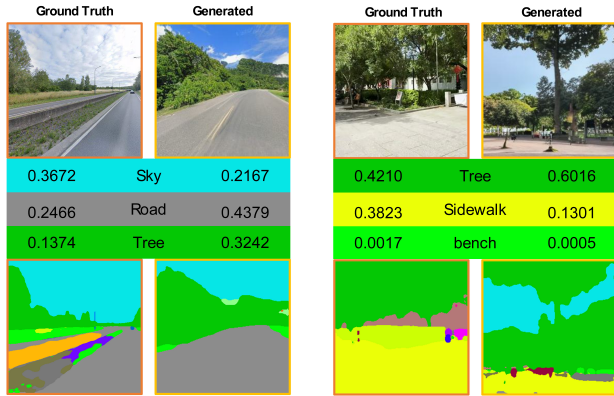 Ground Truth Generated
0.3672 Sky 0.2167
0.2466 Road 0.4379
0.1374 Tree 0.3242
Ground Truth Generated
0.4210 Tree 0.6016
0.3823 Sidewalk 0.1301
0.0017 bench 0.0005